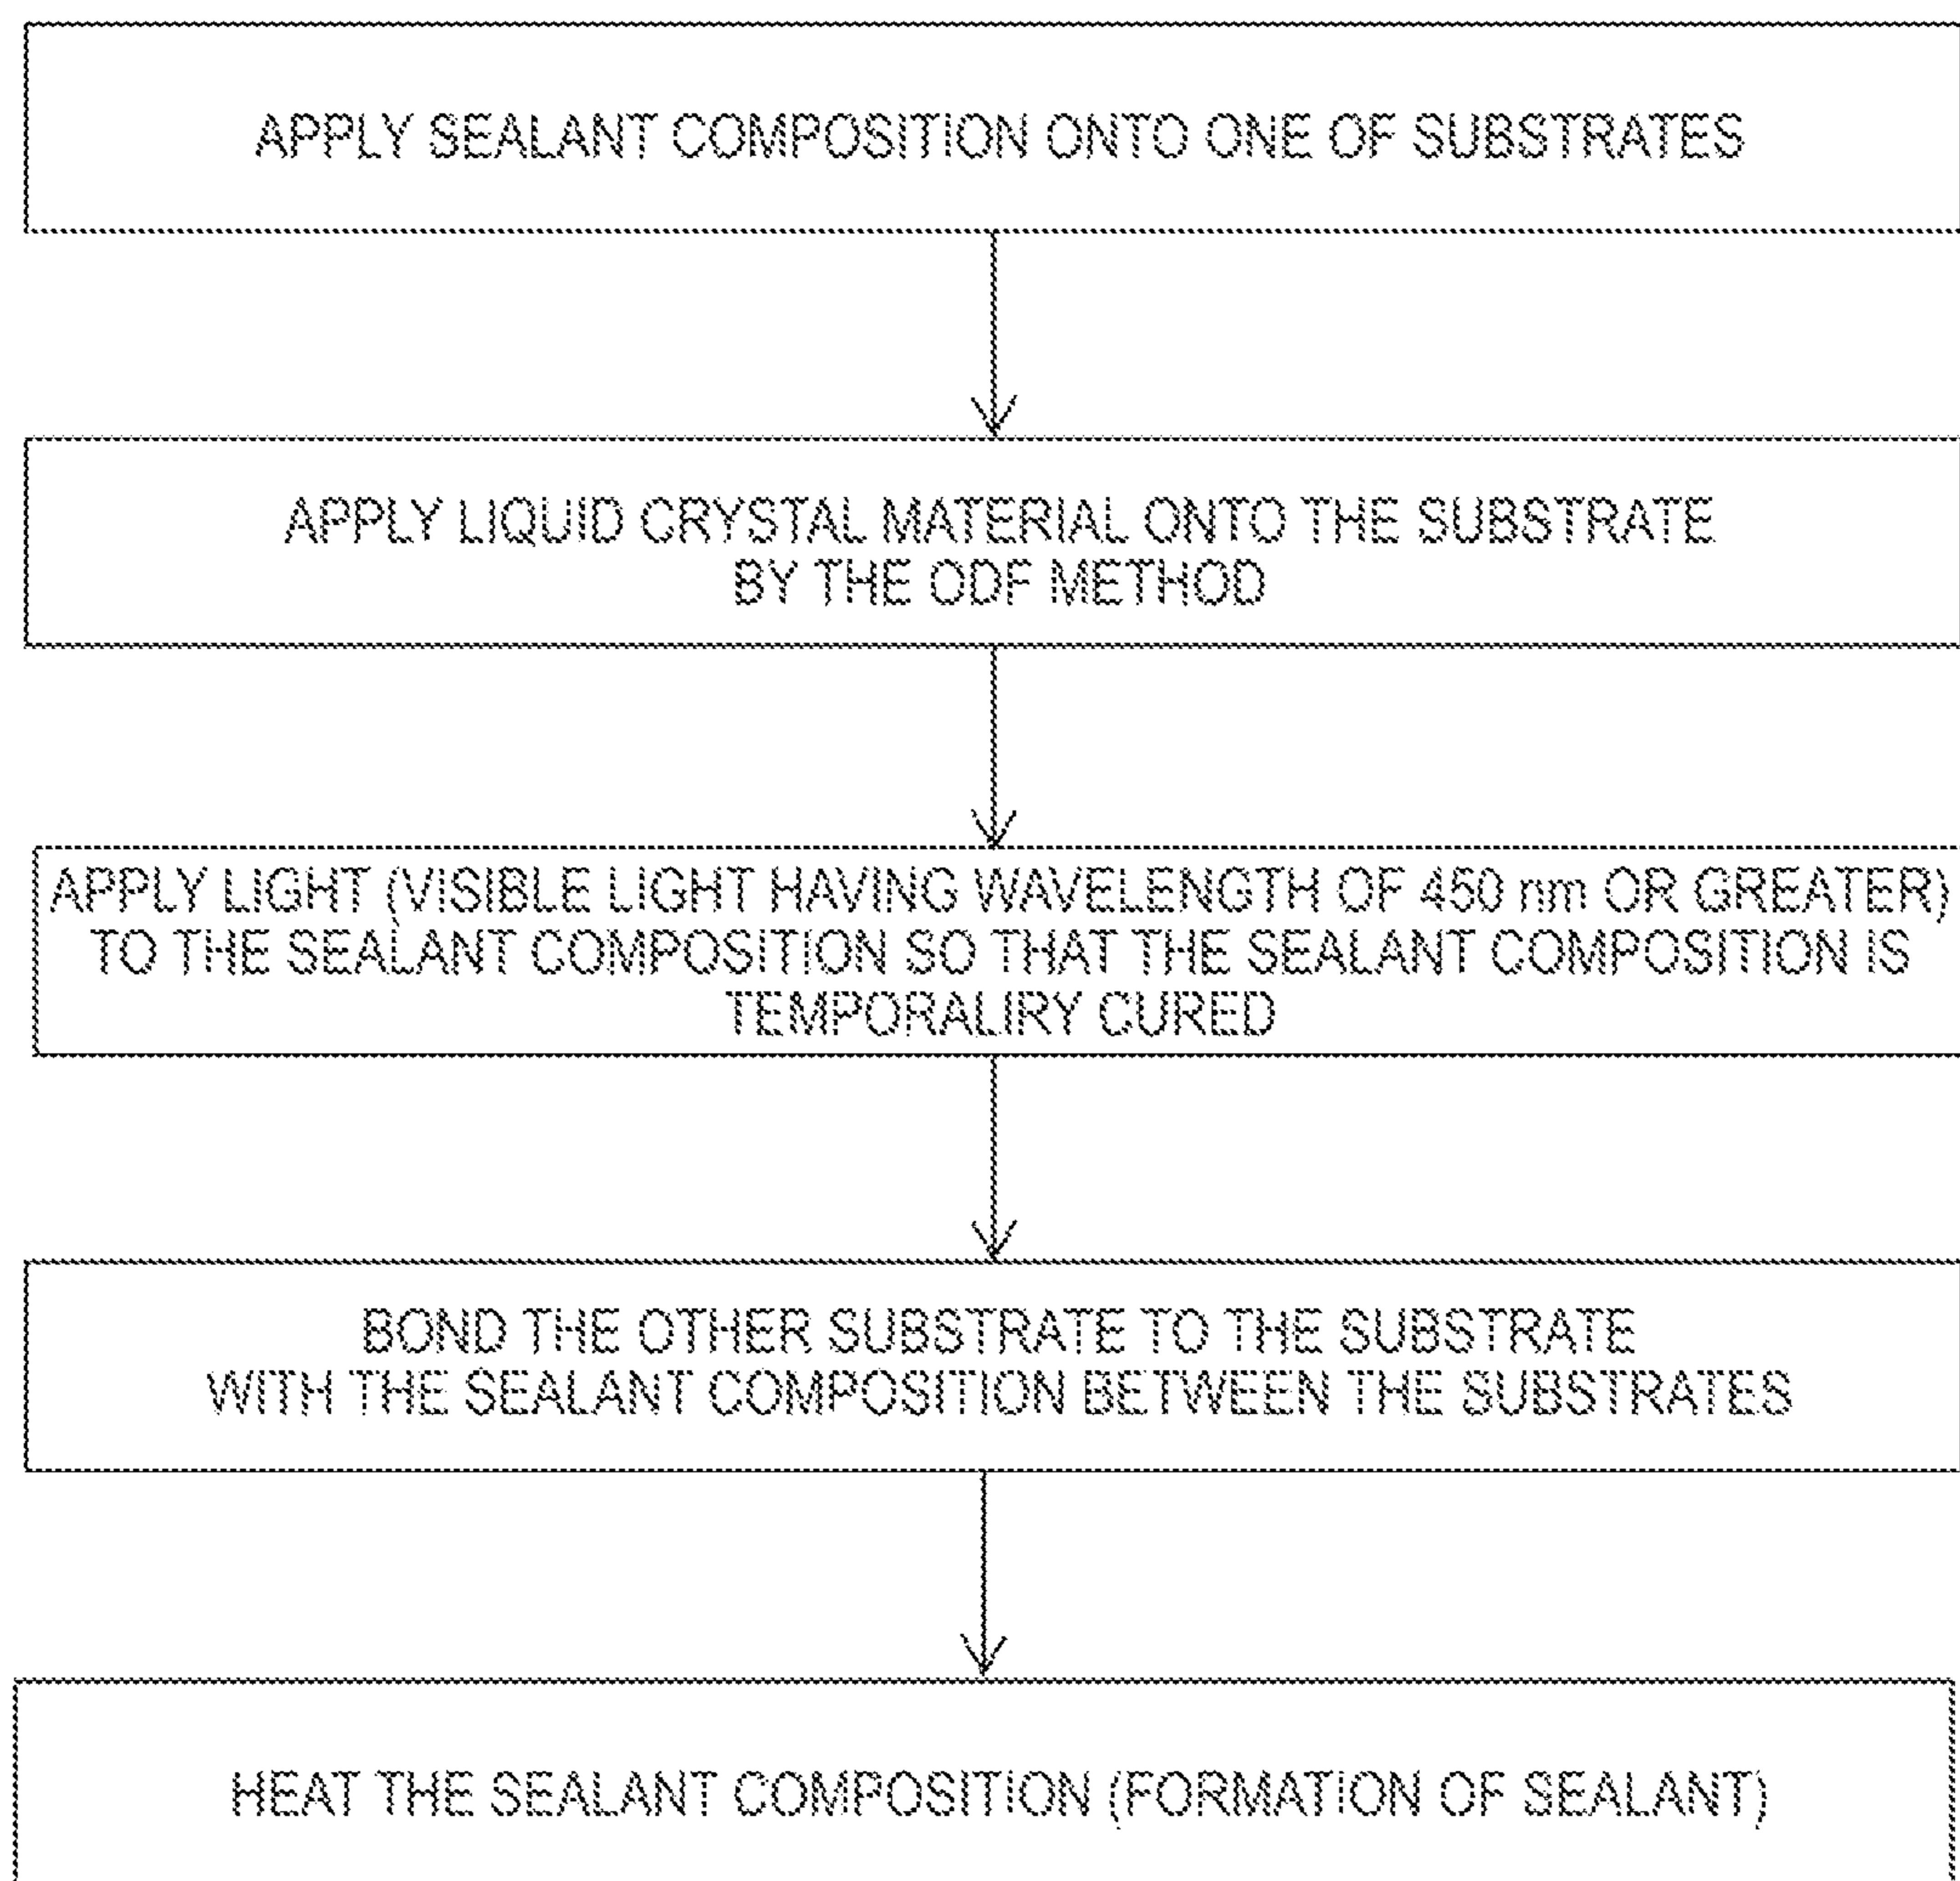 APPLY SEALANT COMPOSITION ONTO ONE OF SUBSTRATES
APPLY LIQUID CRYSTAL MATERIAL ONTO THE SUBSTRATE
BY THE ODF METHOD
APPLY LIGHT (VISIBLE LIGHT HAVING WAVELENGTH OF 450 nm OR GREATER)
TO THE SEALANT COMPOSITION SO THAT THE SEALANT COMPOSITION IS
TEMPORALIRY CURED
BOND THE OTHER SUBSTRATE TO THE SUBSTRATE
WITH THE SEALANT COMPOSITION BETWEEN THE SUBSTRATES
HEAT THE SEALANT COMPOSITION (FORMATION OF SEALANT)